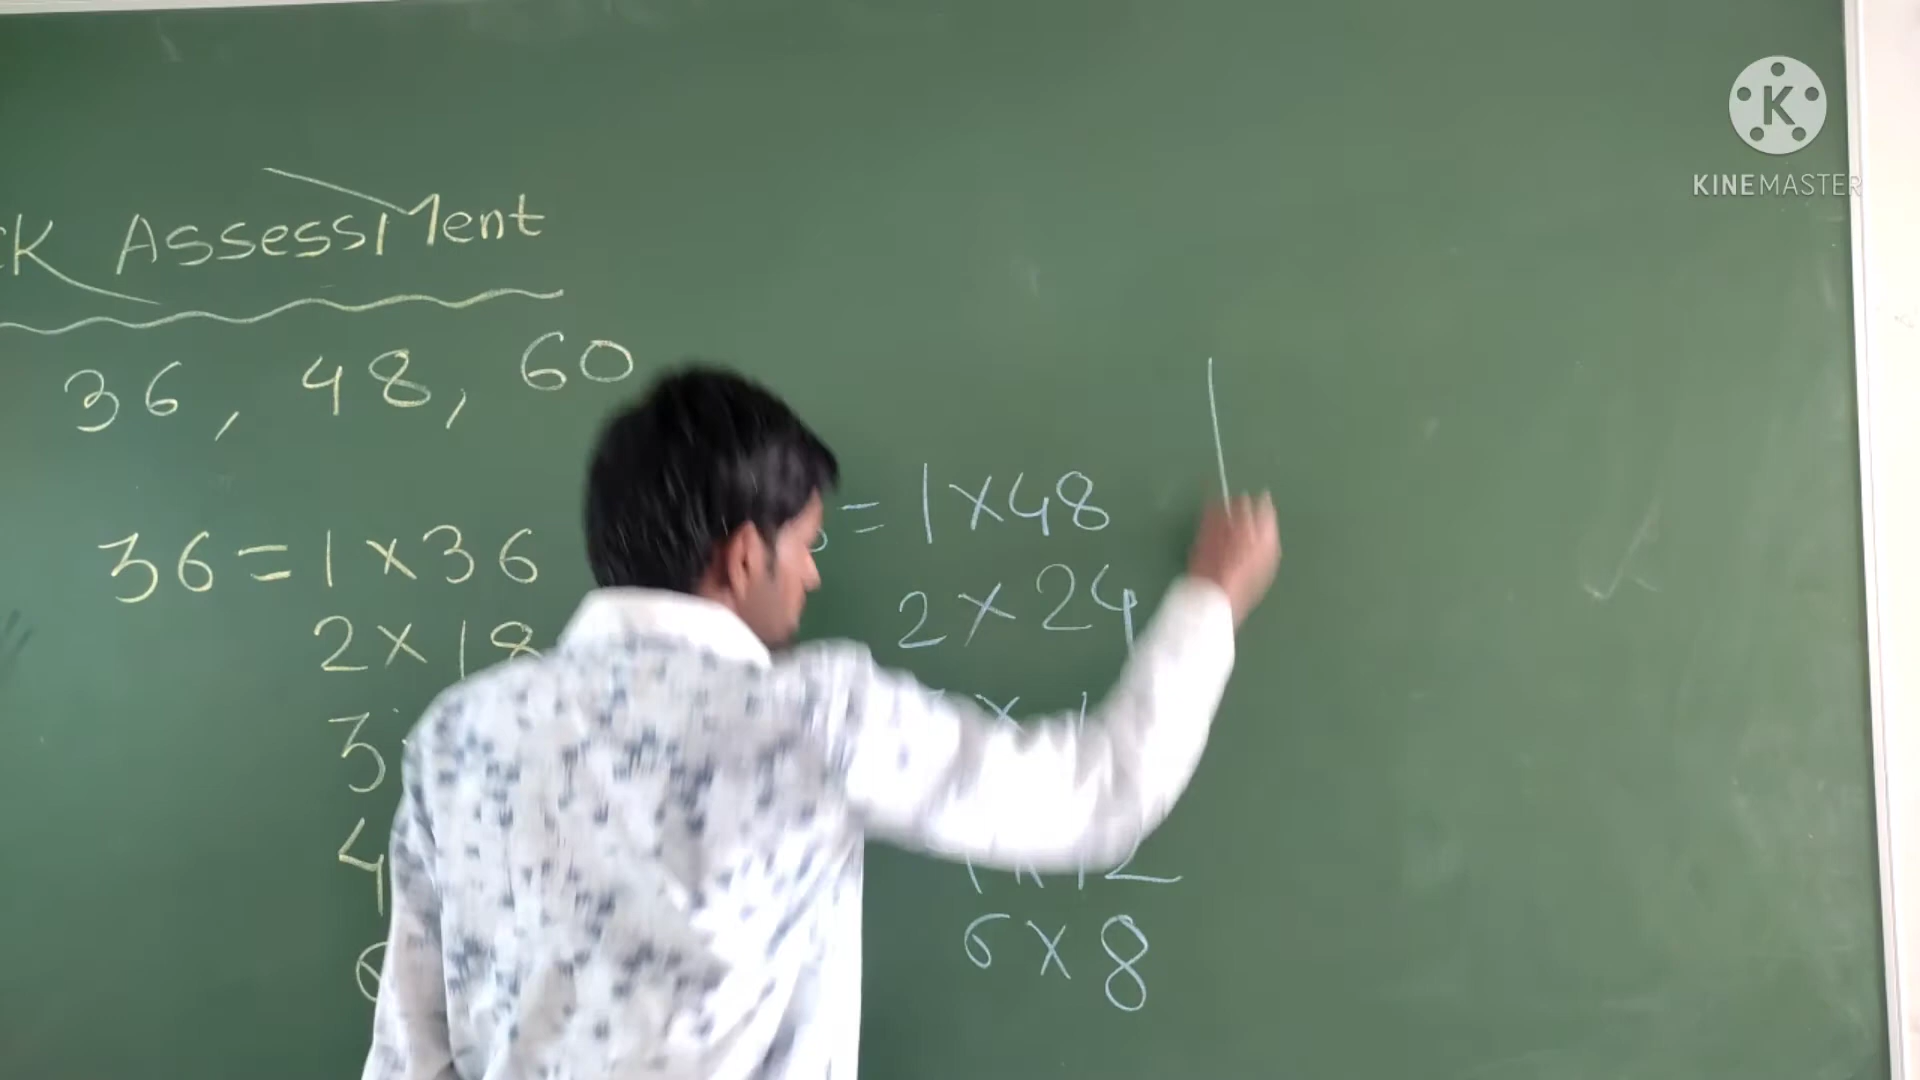 KINEMASTER
Assessment
36, 48, 60
36 = 1 x 36
2 x 18
3
4
6
= 1 x 48
2 x 24
x 12
6 x 8